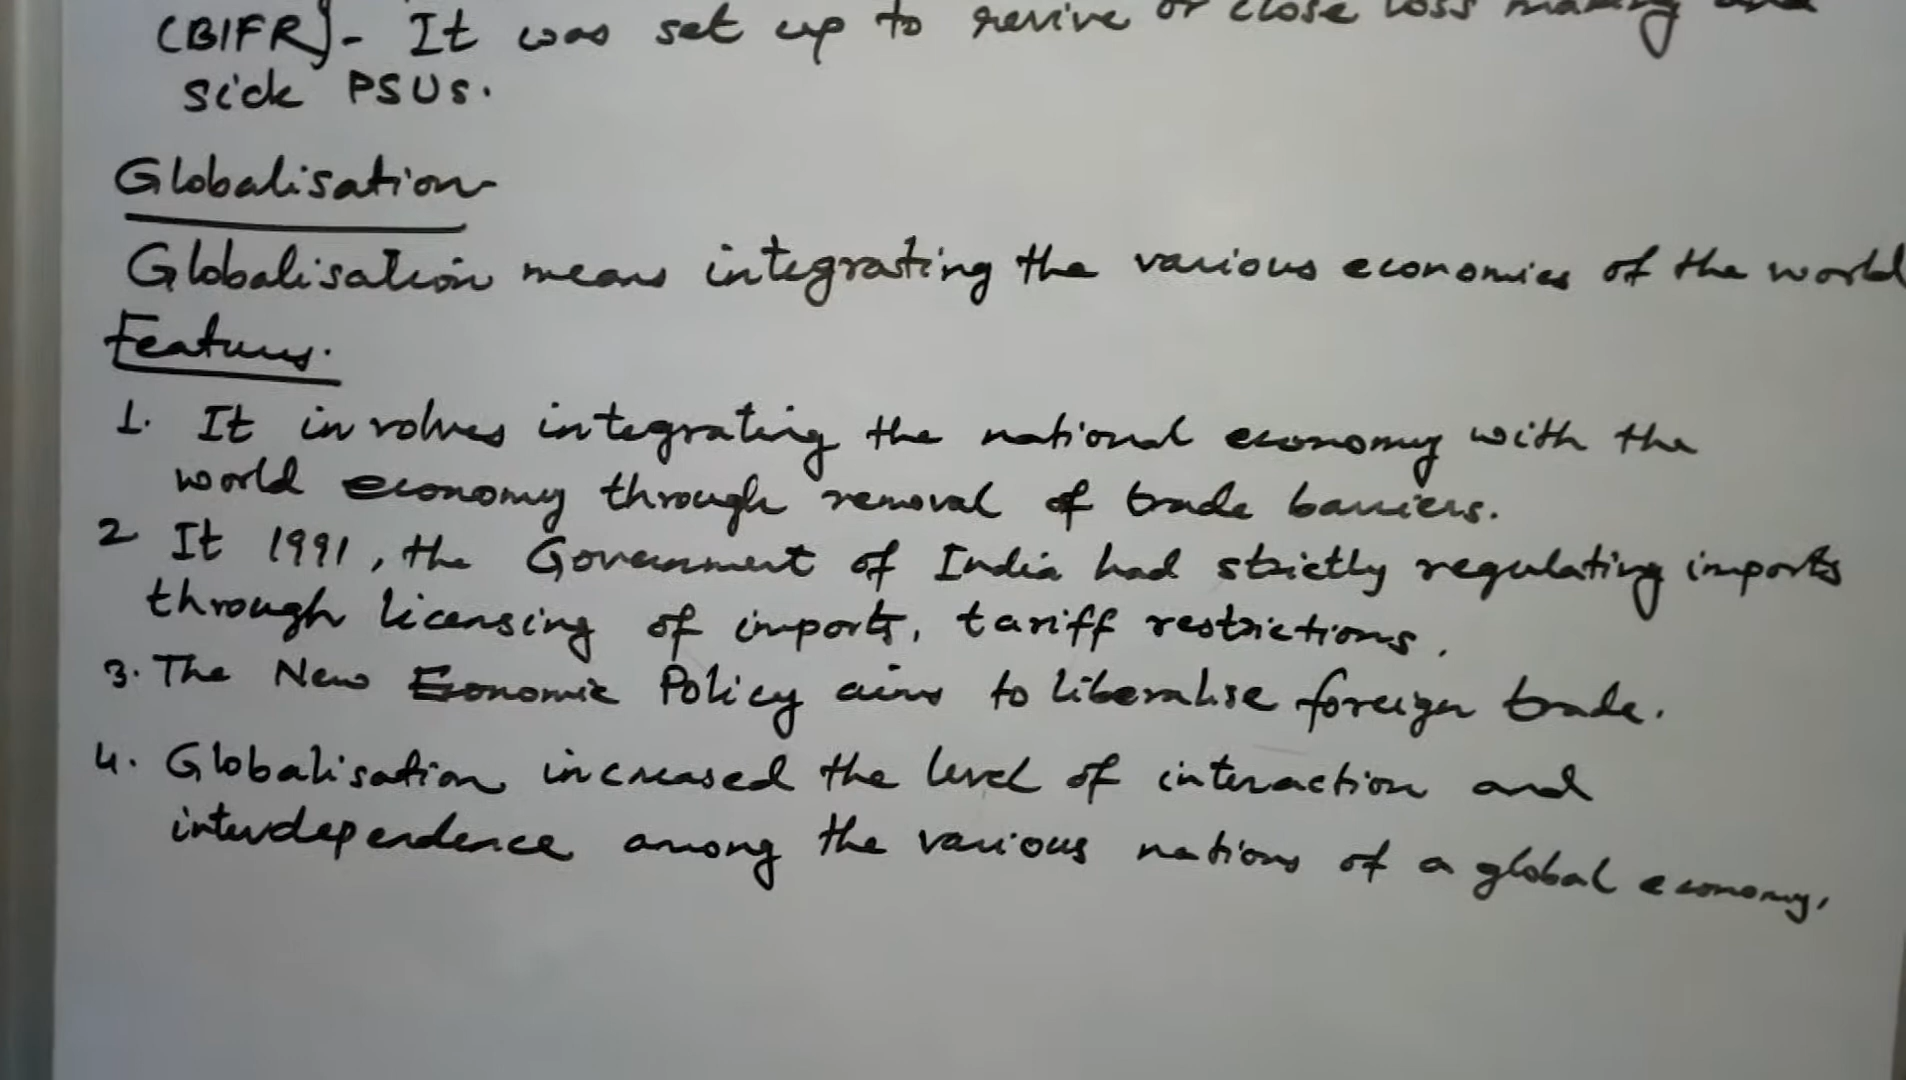 (BIFR)- It was set up to revive or close loss making and
sick PSUs.
Globalisation
Globalisation means integrating the various economies of the world
Features.
1. It involves integrating the national economy with the
world economy through removal of trade barriers.
2 It 1991, the Government of India had strictly regulating imports
through licensing of imports, tariff restrictions.
3. The New Economic Policy aims to liberalise foreign trade.
4. Globalisation increased the level of interaction and
interdependence among the various nations of a global economy.